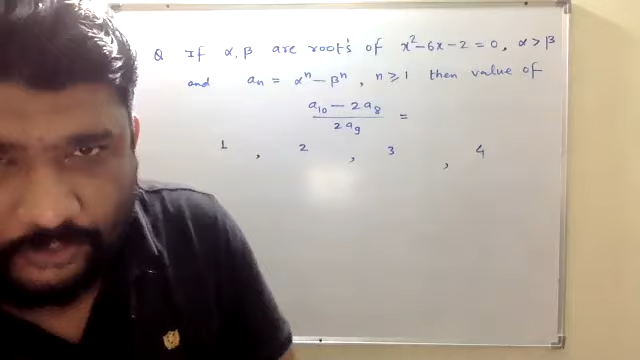 Q If α, β are root's of x² - 6x - 2 = 0, α > β
and aₙ = αⁿ - βⁿ, n ≥ 1 then value of
(a₁₀ - 2a₈) / (2a₉) =
1 , 2 , 3 , 4